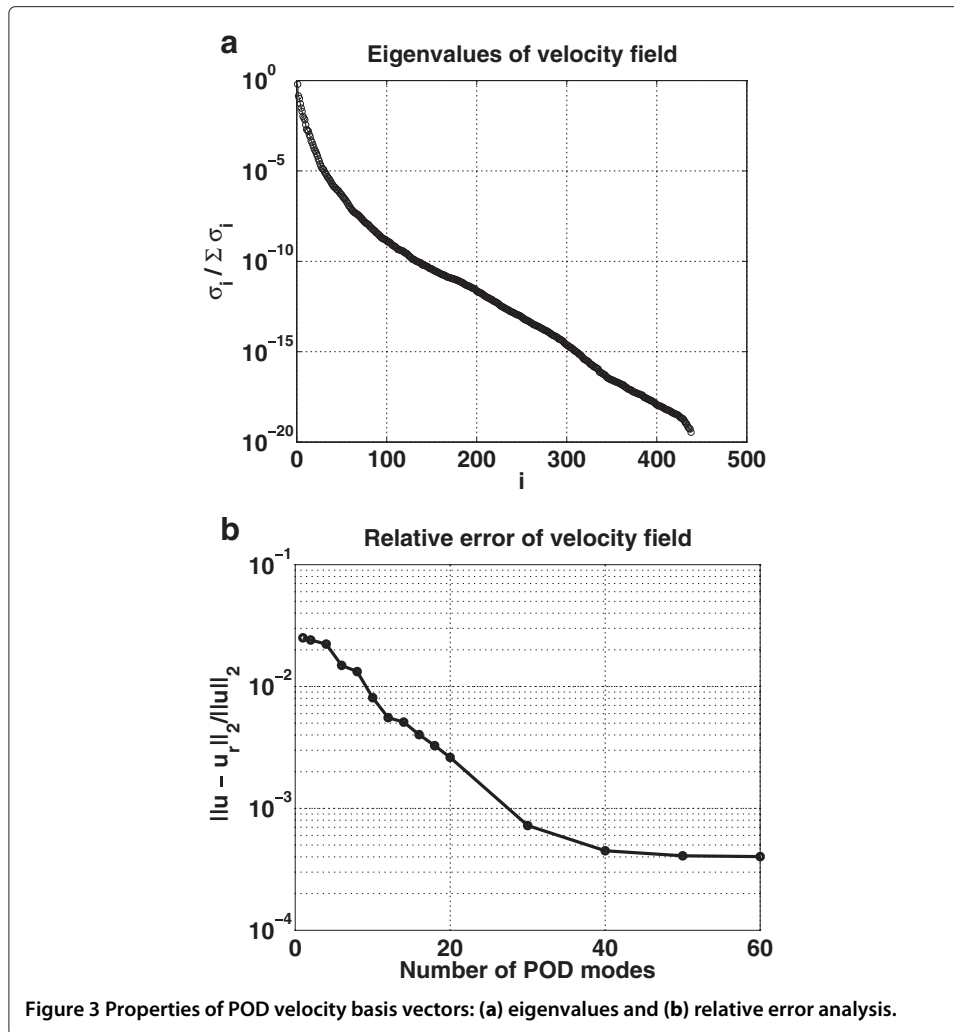 a
Eigenvalues of velocity field
10^0
10^-5
10^-10
10^-15
10^-20
σ_i / Σ σ_i
0 100 200 300 400 500
i
b
Relative error of velocity field
10^-1
10^-2
10^-3
10^-4
||u − u_r||_2/||u||_2
0 20 40 60
Number of POD modes
Figure 3 Properties of POD velocity basis vectors: (a) eigenvalues and (b) relative error analysis.